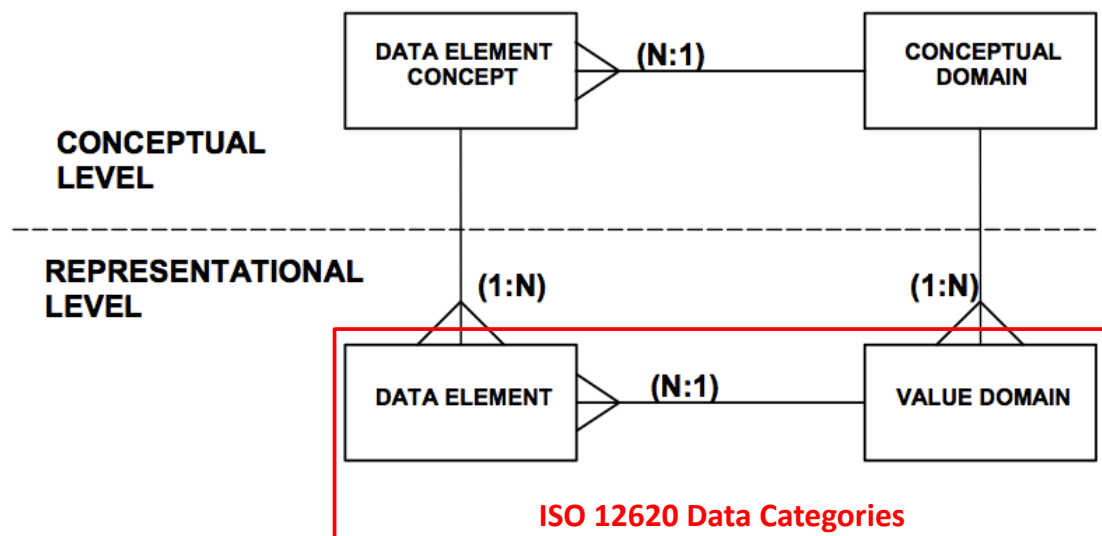 DATA ELEMENT
CONCEPT
(N:1)
CONCEPTUAL
DOMAIN
CONCEPTUAL
LEVEL
REPRESENTATIONAL
LEVEL
(1:N)
(1:N)
DATA ELEMENT
(N:1)
VALUE DOMAIN
ISO 12620 Data Categories